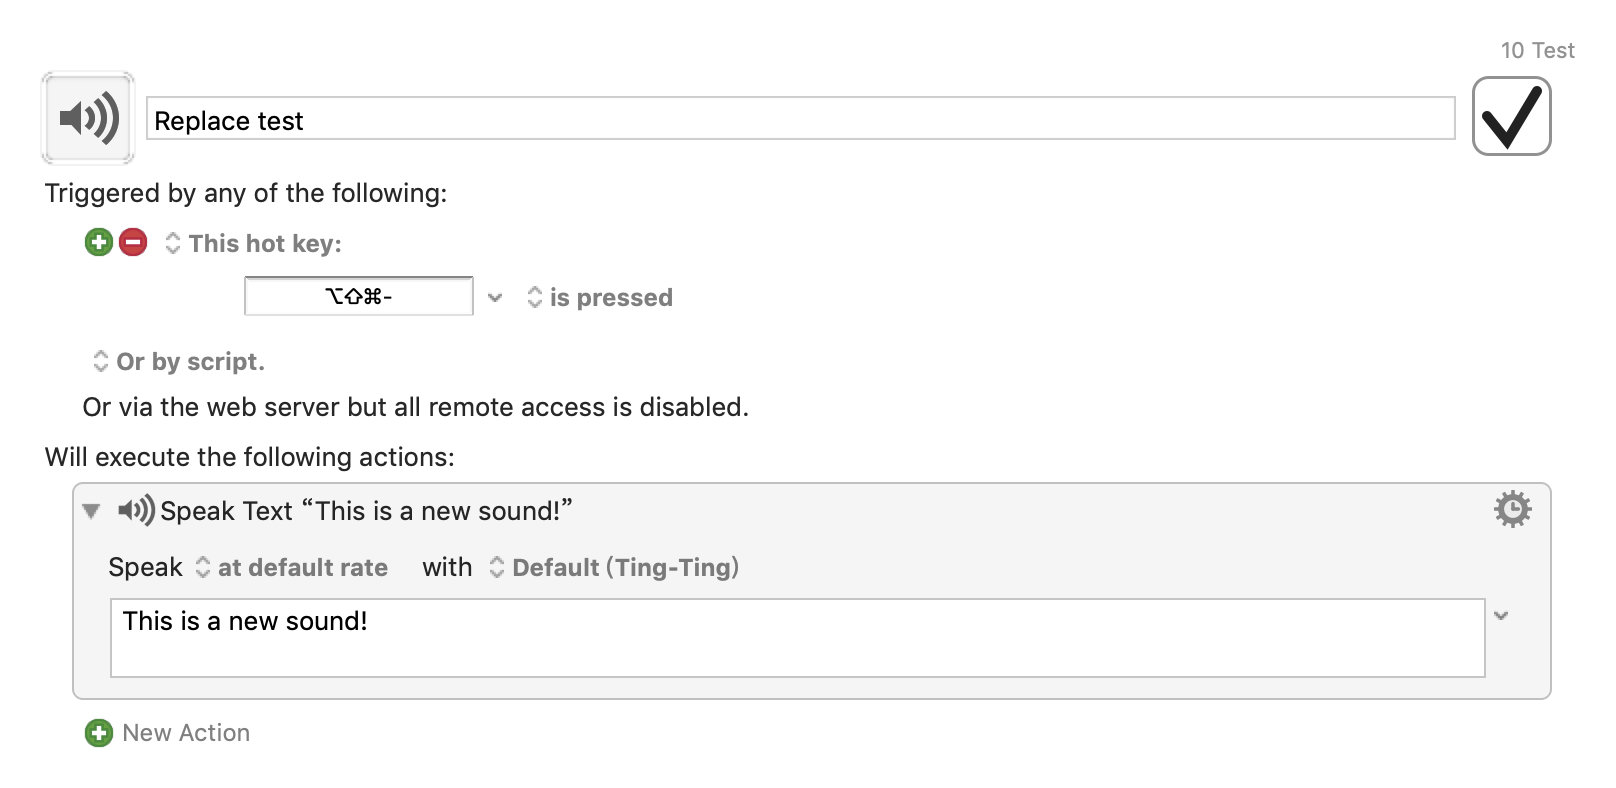 10 Test
Replace test
Triggered by any of the following:
This hot key:
⌥⇧⌘- is pressed
Or by script.
Or via the web server but all remote access is disabled.
Will execute the following actions:
Speak Text “This is a new sound!”
Speak at default rate with Default (Ting-Ting)
This is a new sound!
New Action